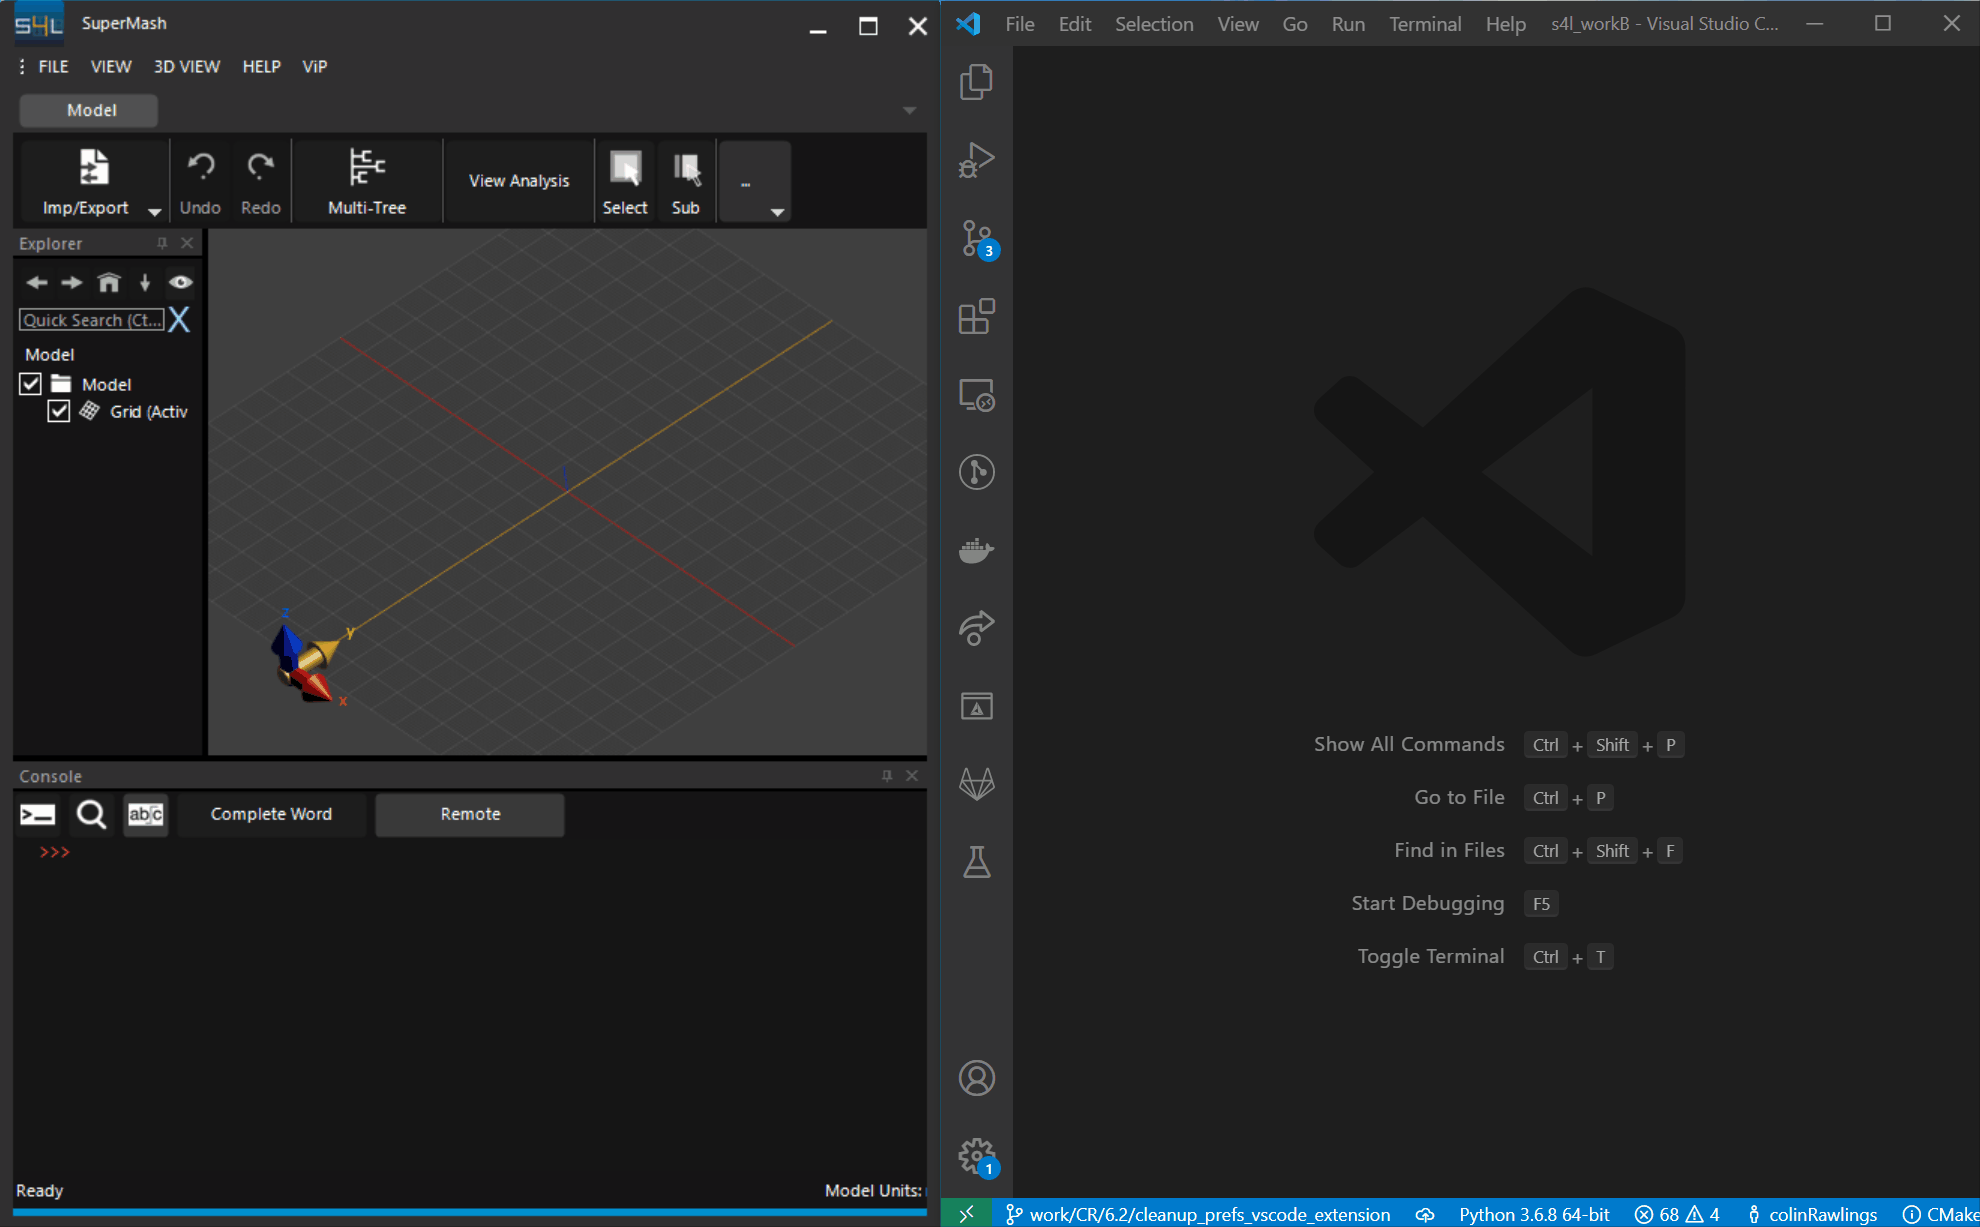 S4L SuperMash
FILE VIEW 3D VIEW HELP ViP
Model
Imp/Export Undo Redo Multi-Tree View Analysis Select Sub ...
Explorer
Quick Search (Ct...
Model
Model
Grid (Activ
z
y
x
Console
abc Complete Word Remote
>>>
Ready Model Units:
File Edit Selection View Go Run Terminal Help s4l_workB - Visual Studio C...
3
Show All Commands Ctrl + Shift + P
Go to File Ctrl + P
Find in Files Ctrl + Shift + F
Start Debugging F5
Toggle Terminal Ctrl + T
1
work/CR/6.2/cleanup_prefs_vscode_extension Python 3.6.8 64-bit 68 4 colinRawlings CMake